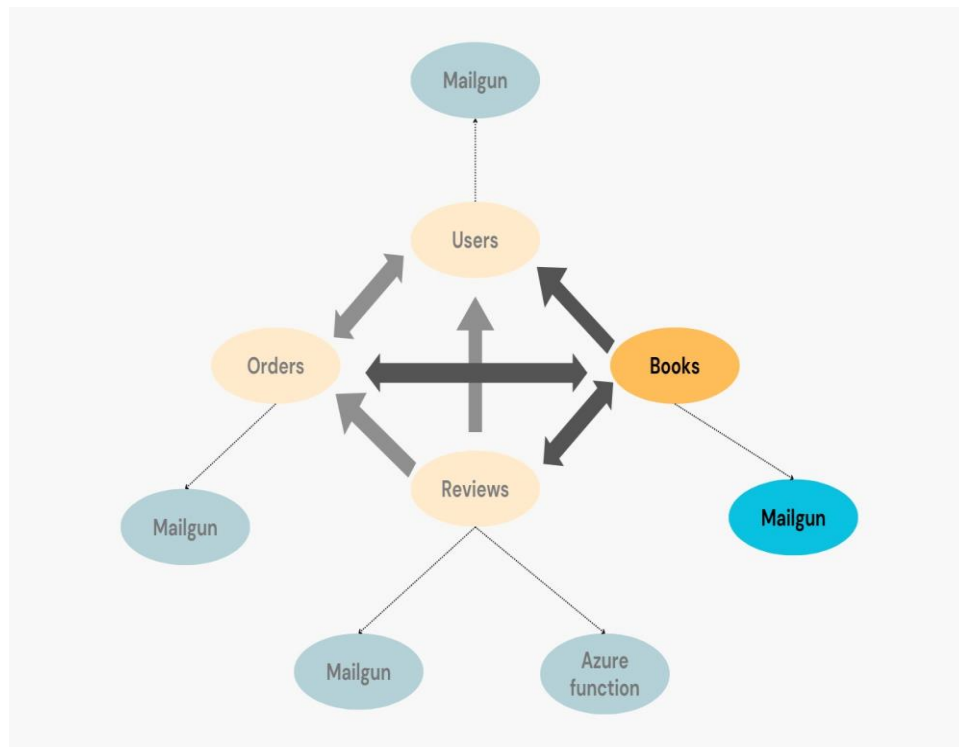 Mailgun
Users
Orders
Books
Reviews
Mailgun
Mailgun
Mailgun
Azure
function